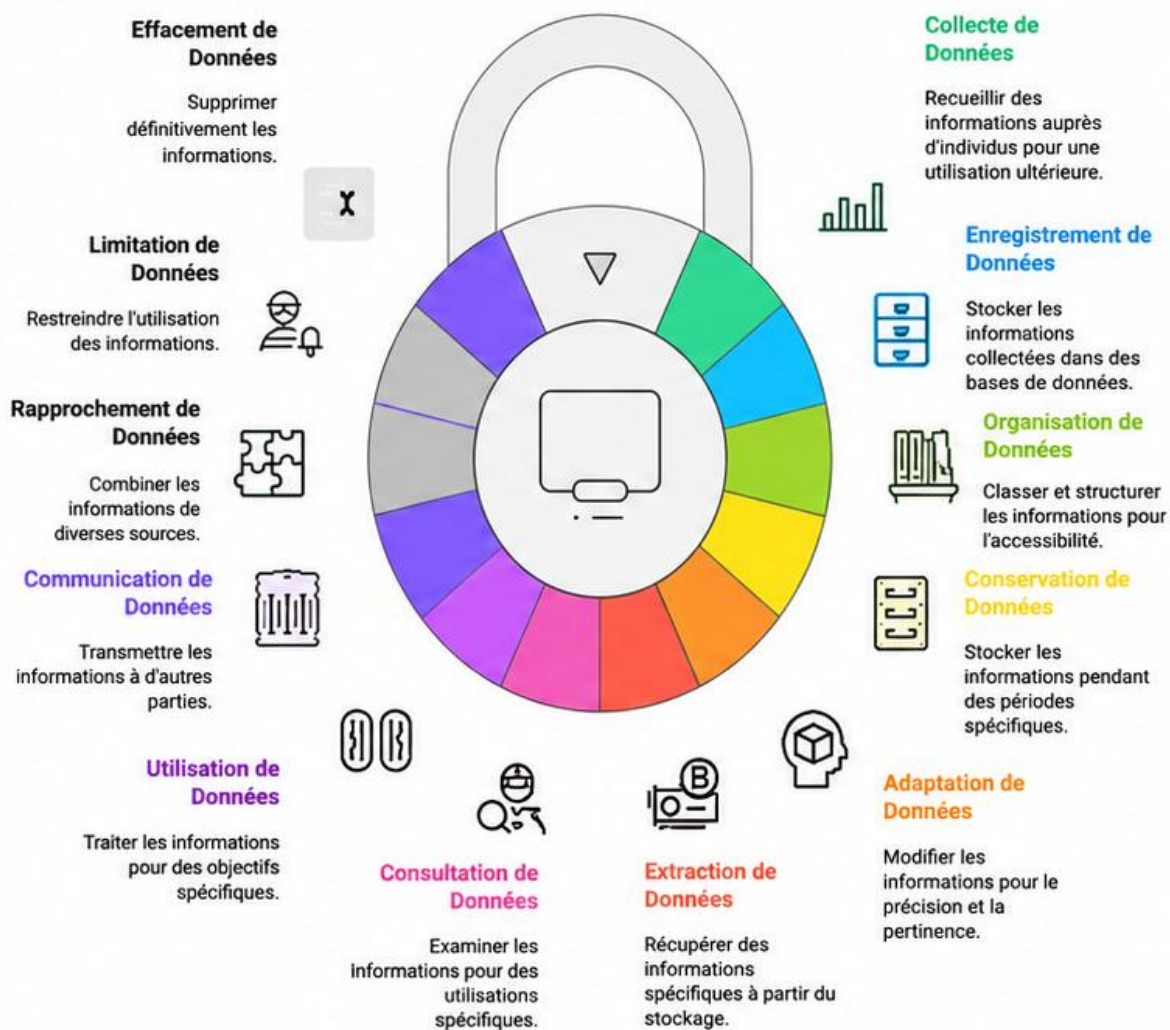 Effacement de
Données
Supprimer
définitivement les
informations.
Limitation de
Données
Restreindre l'utilisation
des informations.
Rapprochement de
Données
Combiner les
informations de
diverses sources.
Communication de
Données
Transmettre les
informations à d'autres
parties.
Utilisation de
Données
Traiter les informations
pour des objectifs
spécifiques.
Consultation de
Données
Examiner les
informations pour des
utilisations
spécifiques.
Extraction de
Données
Récupérer des
informations
spécifiques à partir du
stockage.
Adaptation de
Données
Modifier les
informations pour le
précision et la
pertinence.
Conservation de
Données
Stocker les
informations pendant
des périodes
spécifiques.
Organisation de
Données
Classer et structurer
les informations pour
l'accessibilité.
Enregistrement de
Données
Stocker les
informations
collectées dans des
bases de données.
Collecte de
Données
Recueillir des
informations auprès
d'individus pour une
utilisation ultérieure.
B